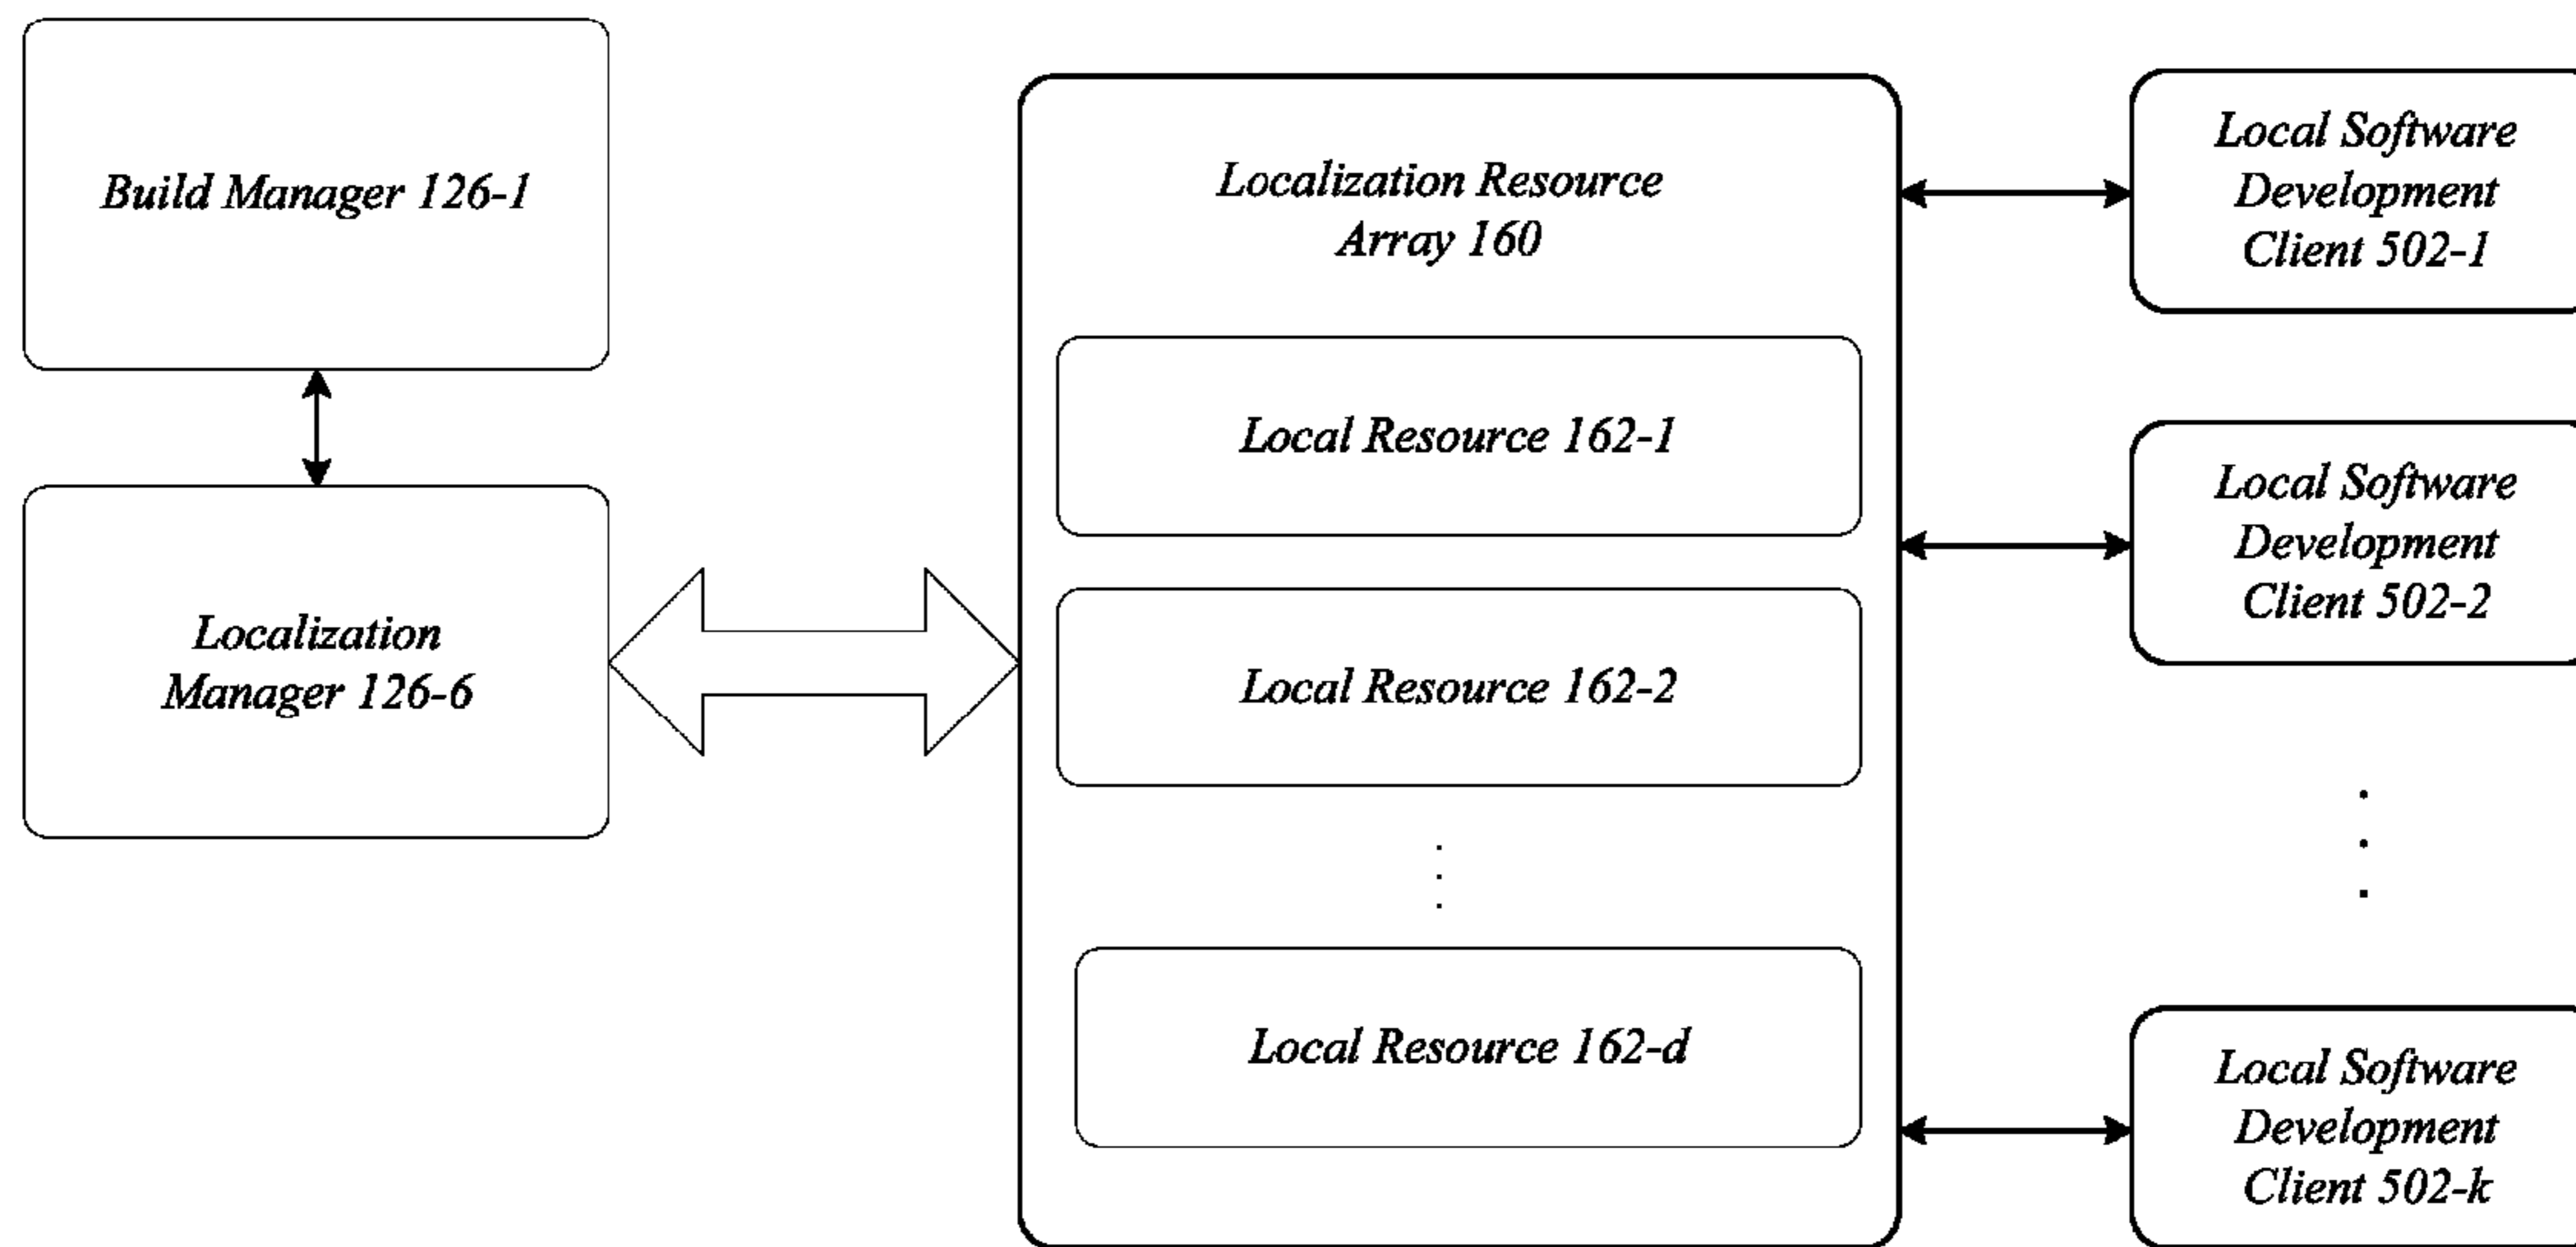 Build Manager 126-1
Localization
Manager 126-6
Localization Resource
Array 160
Local Resource 162-1
Local Resource 162-2
Local Resource 162-d
Local Software
Development
Client 502-1
Local Software
Development
Client 502-2
Local Software
Development
Client 502-k